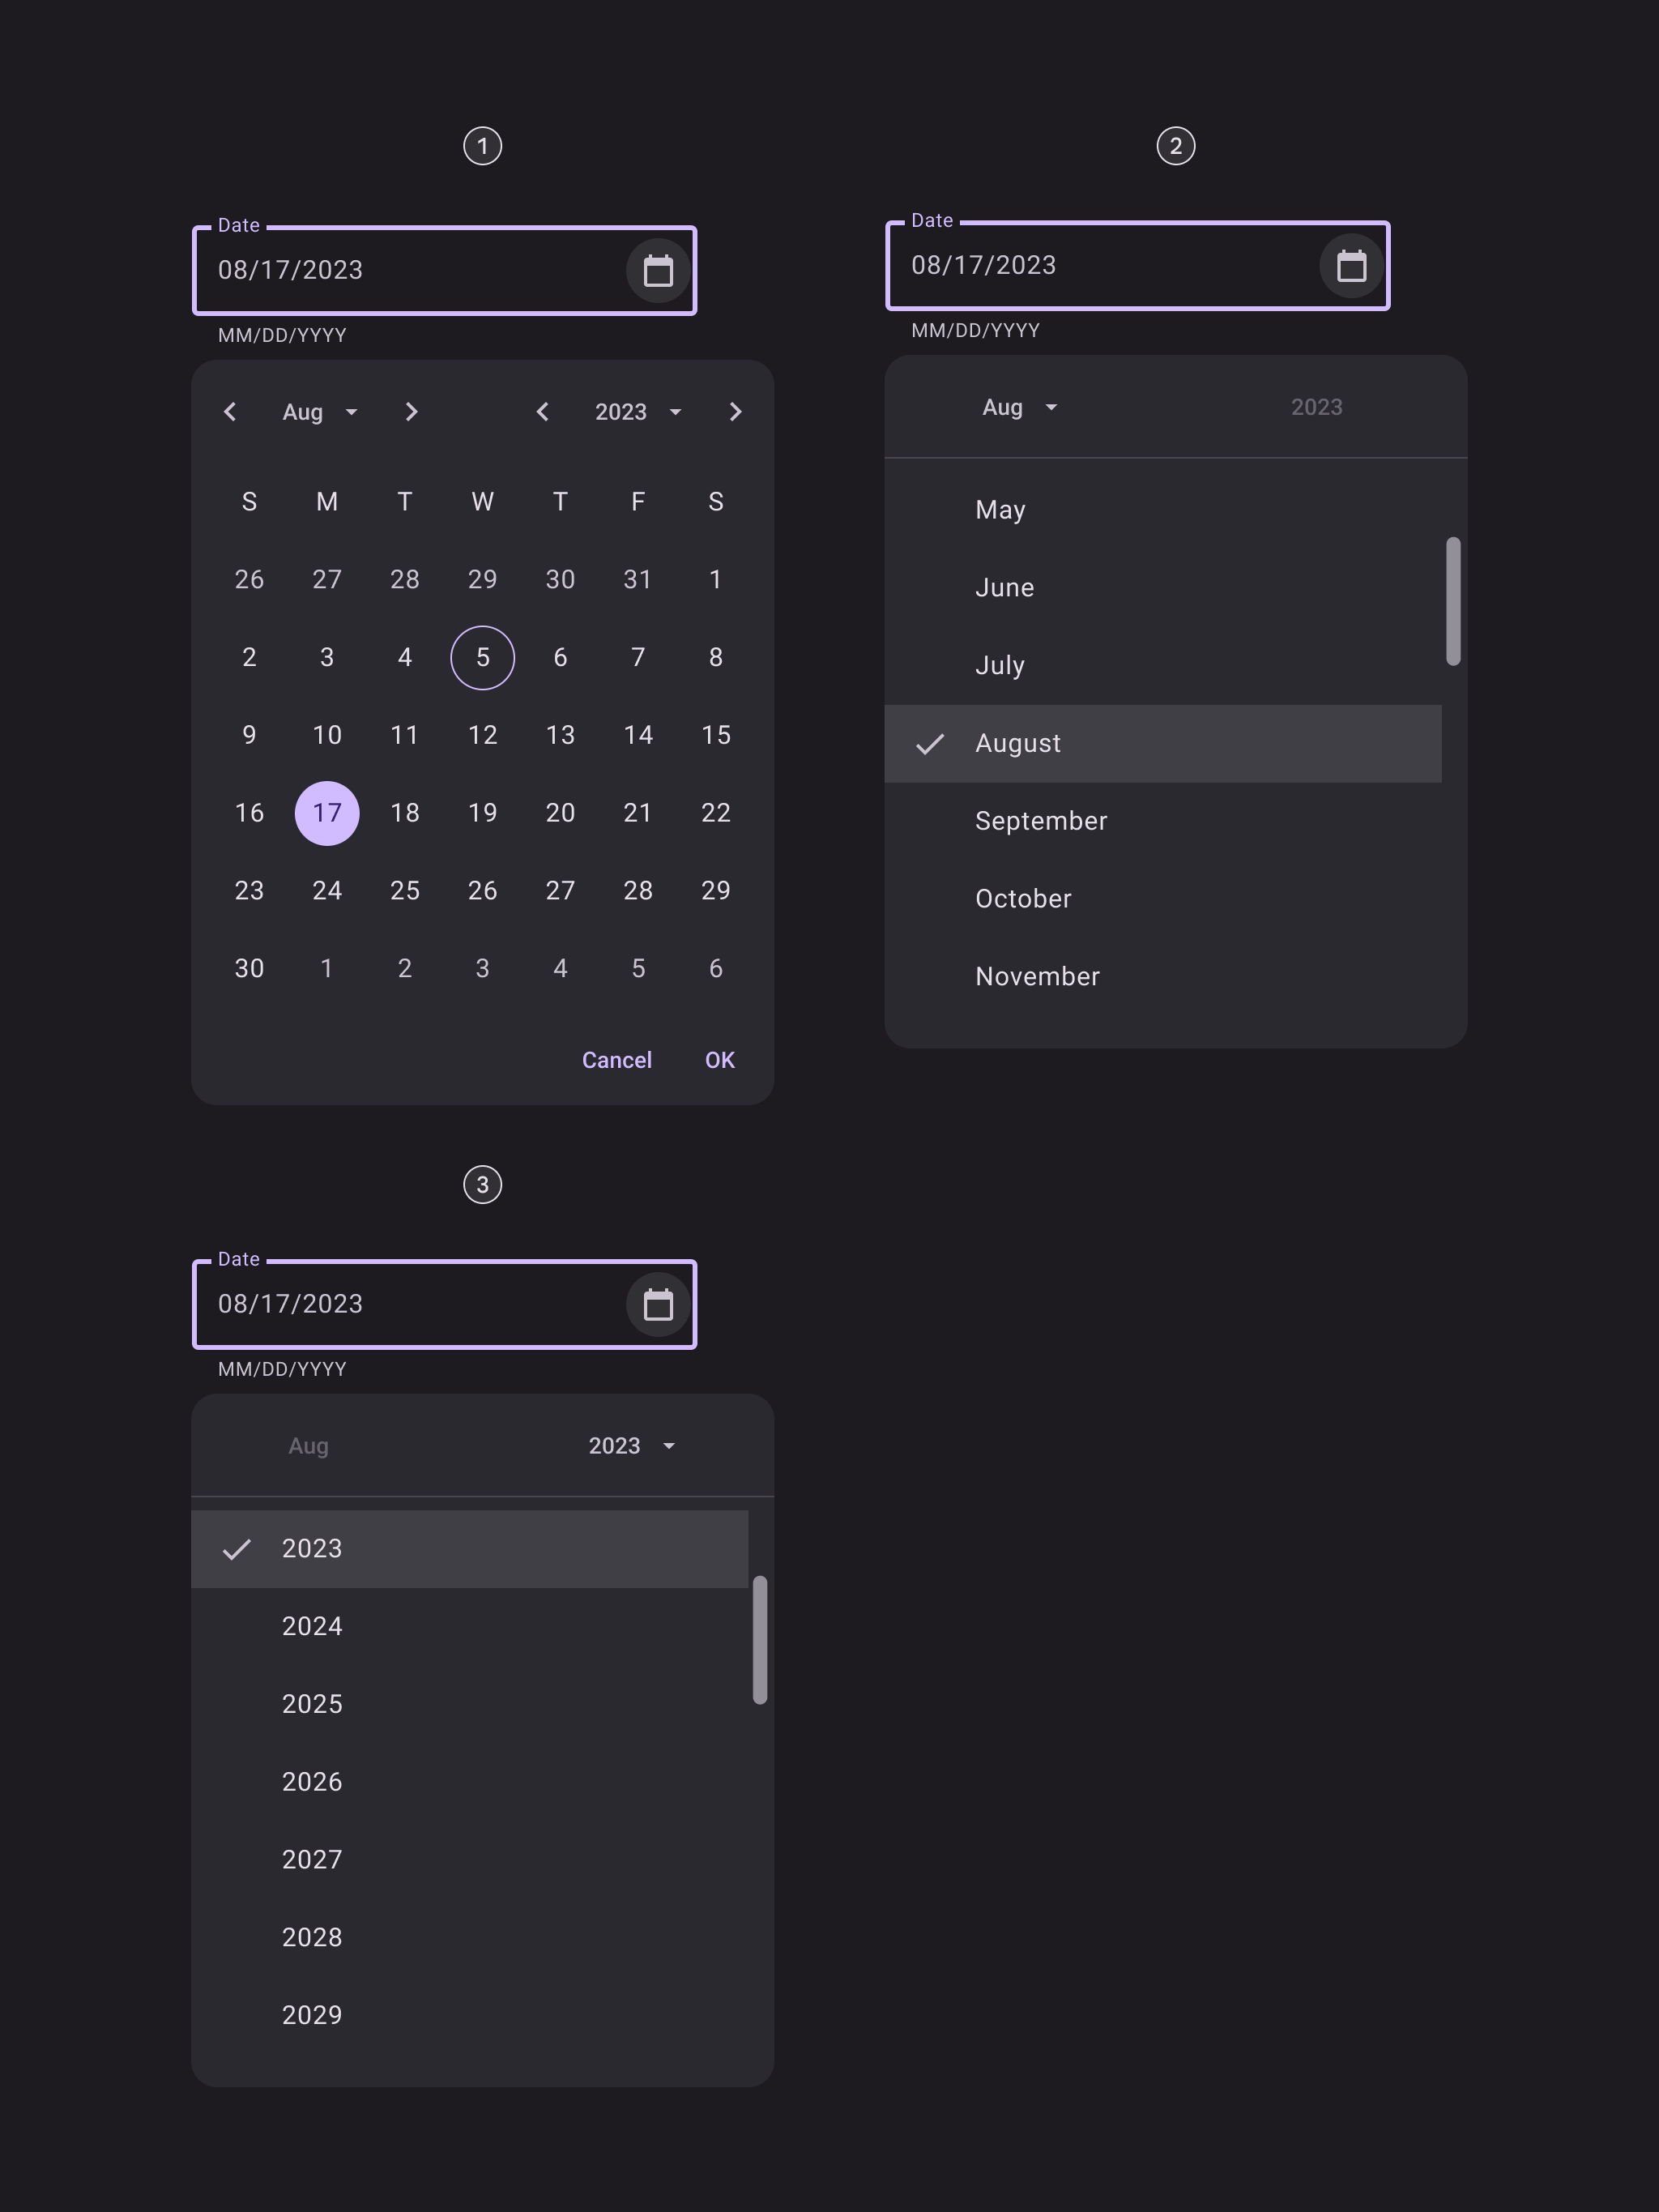 1
Date
08/17/2023
MM/DD/YYYY
Aug 2023
S M T W T F S
26 27 28 29 30 31 1
2 3 4 5 6 7 8
9 10 11 12 13 14 15
16 17 18 19 20 21 22
23 24 25 26 27 28 29
30 1 2 3 4 5 6
Cancel OK
2
Date
08/17/2023
MM/DD/YYYY
Aug 2023
May
June
July
August
September
October
November
3
Date
08/17/2023
MM/DD/YYYY
Aug 2023
2023
2024
2025
2026
2027
2028
2029